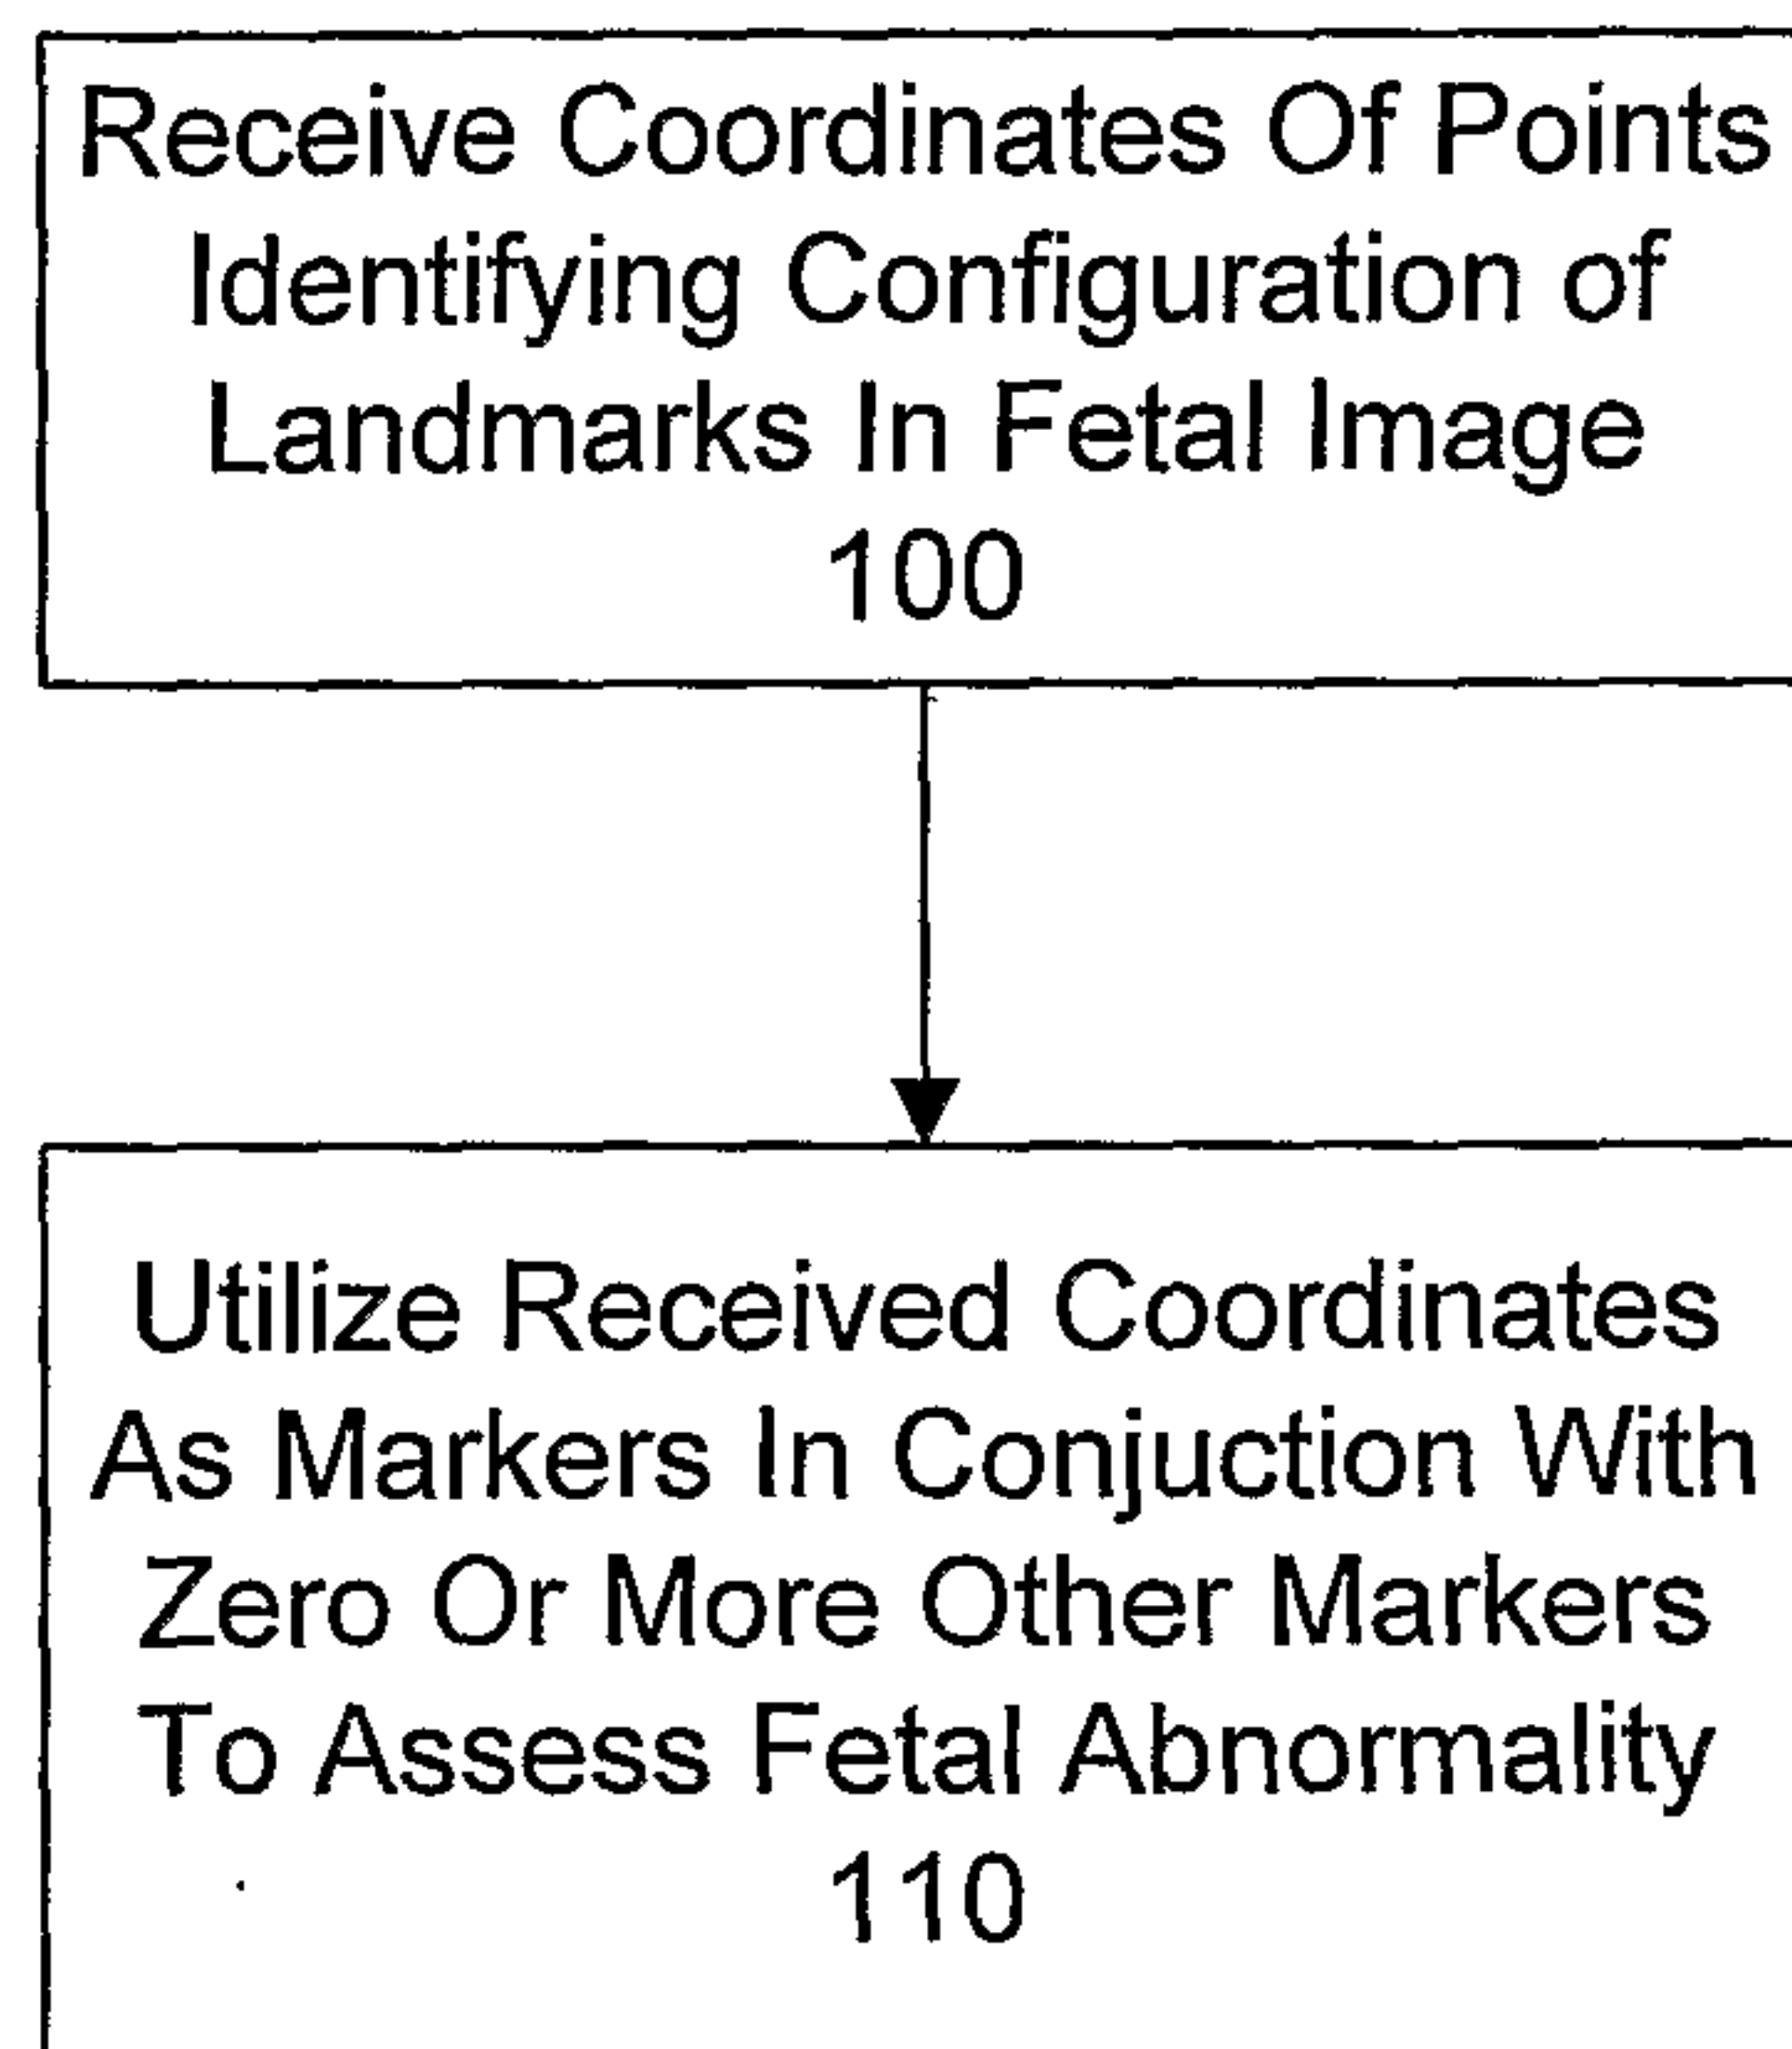 Receive Coordinates Of Points
Identifying Configuration of
Landmarks In Fetal Image
100
Utilize Received Coordinates
As Markers In Conjuction With
Zero Or More Other Markers
To Assess Fetal Abnormality
110